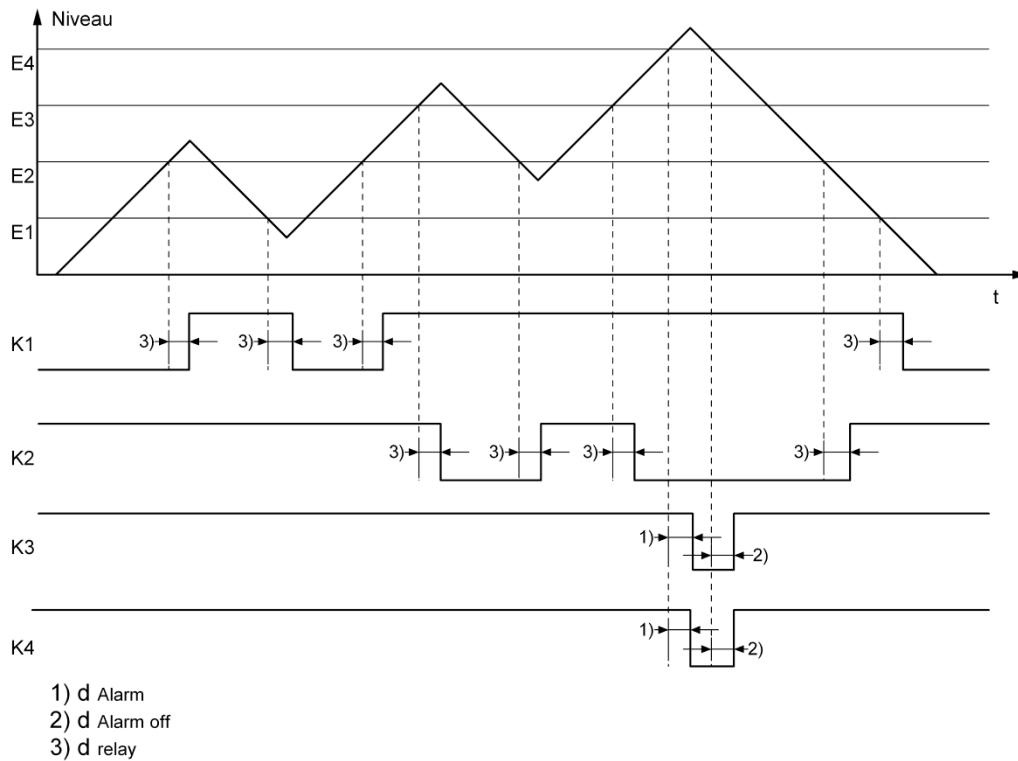 Niveau
E4
E3
E2
E1
t
K1
3)
3)
3)
3)
K2
3)
3)
3)
3)
K3
1)
2)
K4
1)
2)
1) d Alarm
2) d Alarm off
3) d relay